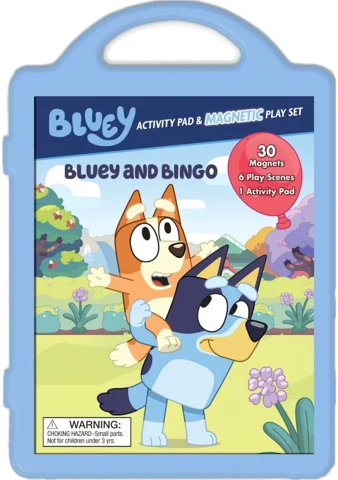 BLUEY ACTIVITY PAD & MAGNETIC PLAY SET
BLUEY AND BINGO
30
Magnets
6 Play Scenes
1 Activity Pad
WARNING:
CHOKING HAZARD - Small parts.
Not for children under 3 yrs.